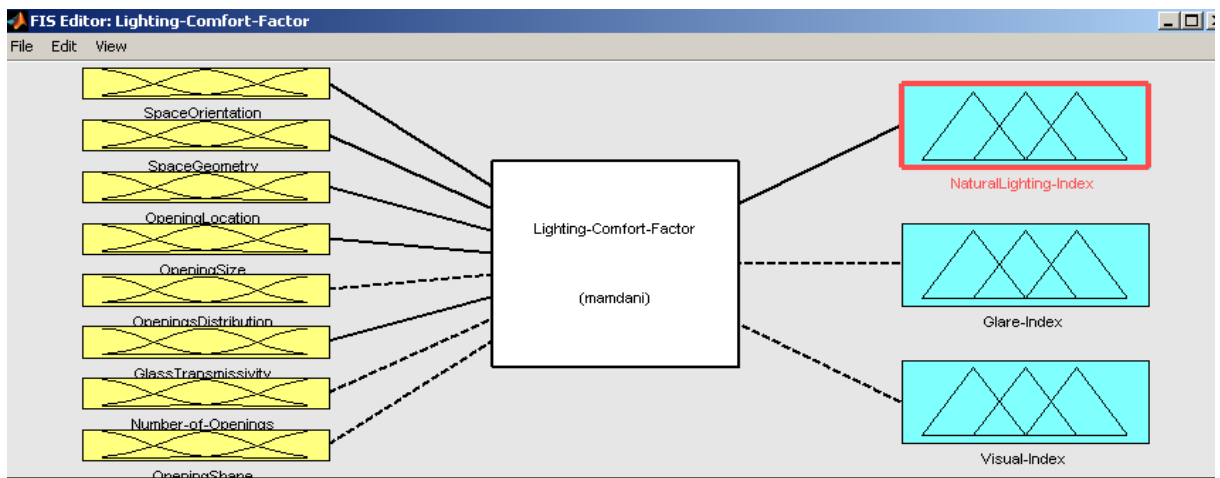 FIS Editor: Lighting-Comfort-Factor
File Edit View
SpaceOrientation
SpaceGeometry
OpeningLocation
OpeningSize
OpeningsDistribution
GlassTransmissivity
Number-of-Openings
OpeningShape
Lighting-Comfort-Factor
(mamdani)
NaturalLighting-Index
Glare-Index
Visual-Index